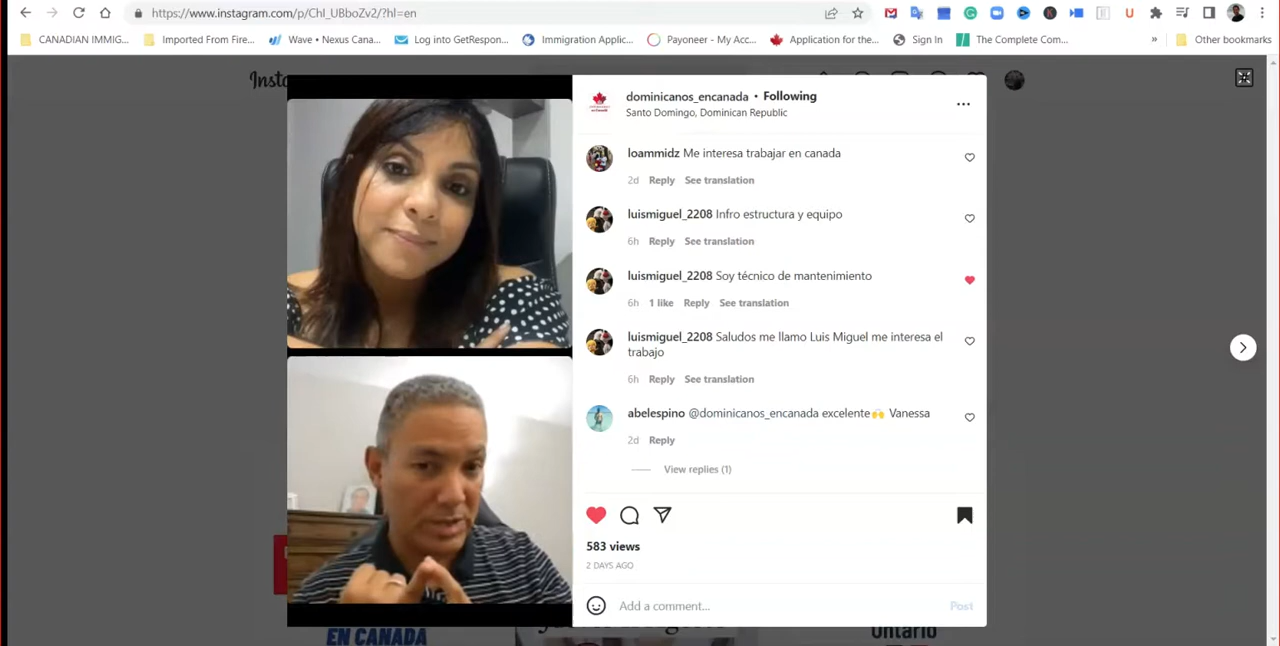 https://www.instagram.com/p/ChI_UBboZv2/?hl=en
CANADIAN IMMIG...
Imported From Fire...
Wave • Nexus Cana...
Log into GetRespon...
Immigration Applic...
Payoneer - My Acc...
Application for the...
Sign In
The Complete Com...
»
Other bookmarks
dominicanos_encanada • Following
Santo Domingo, Dominican Republic
loammidz Me interesa trabajar en canada
2d Reply See translation
luismiguel_2208 Infro estructura y equipo
6h Reply See translation
luismiguel_2208 Soy técnico de mantenimiento
6h 1 like Reply See translation
luismiguel_2208 Saludos me llamo Luis Miguel me interesa el
trabajo
6h Reply See translation
abelespino @dominicanos_encanada excelente🙌 Vanessa
2d Reply
View replies (1)
583 views
2 DAYS AGO
Add a comment...
Post
EN CANADA
Ontario